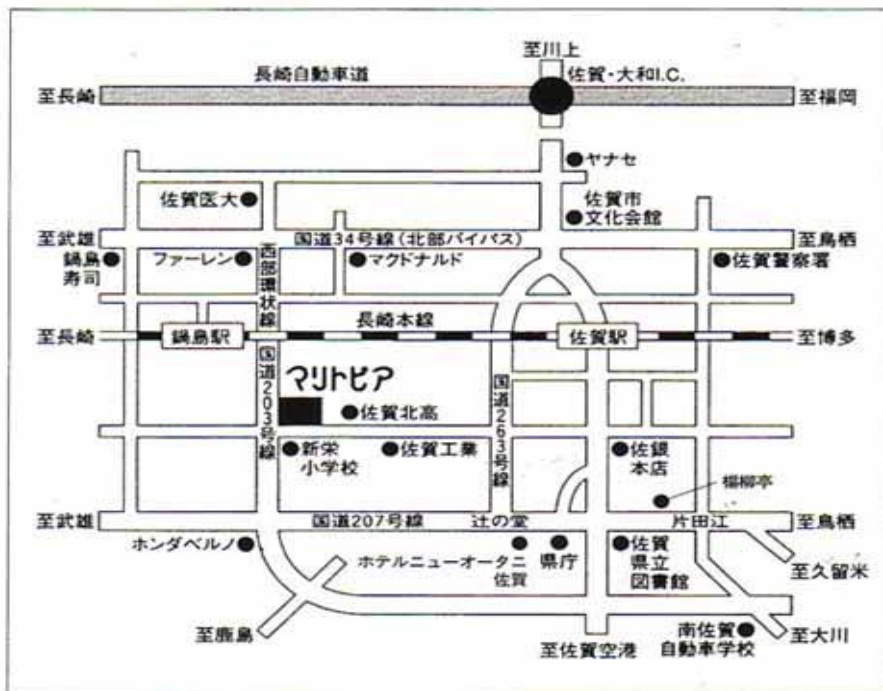 至川上
長崎自動車道
佐賀・大和I.C.
至長崎
至福岡
ヤナセ
佐賀医大
佐賀市
文化会館
至武雄
国道34号線(北部バイパス)
至鳥栖
鍋島
寿司
ファーレン
西部環状線
マクドナルド
佐賀警察署
至長崎
鍋島駅
長崎本線
佐賀駅
至博多
国道203号線
マリトピア
国道263号線
佐賀北高
新栄
小学校
佐賀工業
佐銀
本店
楊柳亭
至武雄
国道207号線
辻の堂
片田江
至鳥栖
ホンダベルノ
ホテルニューオータニ
佐賀
県庁
佐賀
県立
図書館
至久留米
至鹿島
至佐賀空港
南佐賀
自動車学校
至大川